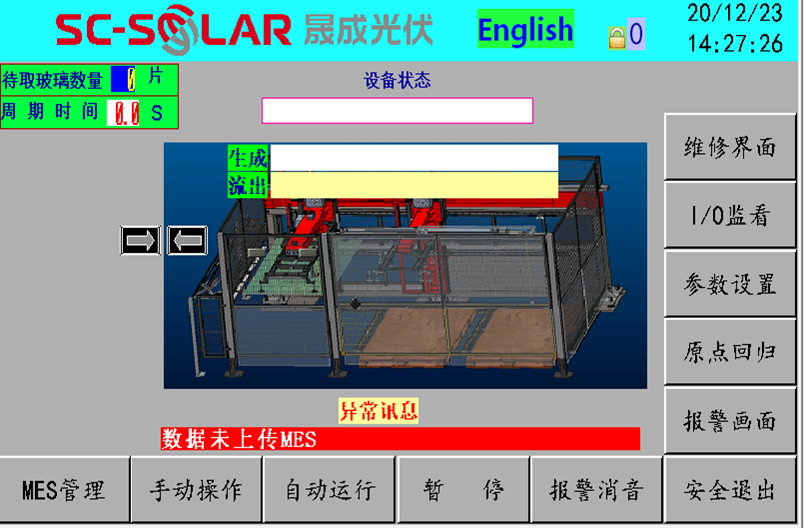 SC-SOLAR 晟成光伏 English 0 20/12/23
14:27:26
待取玻璃数量 0 片
周期时间 0.0 S
设备状态
生成
流出
维修界面
I/O监看
参数设置
原点回归
报警画面
异常讯息
数据未上传MES
MES管理 手动操作 自动运行 暂 停 报警消音 安全退出